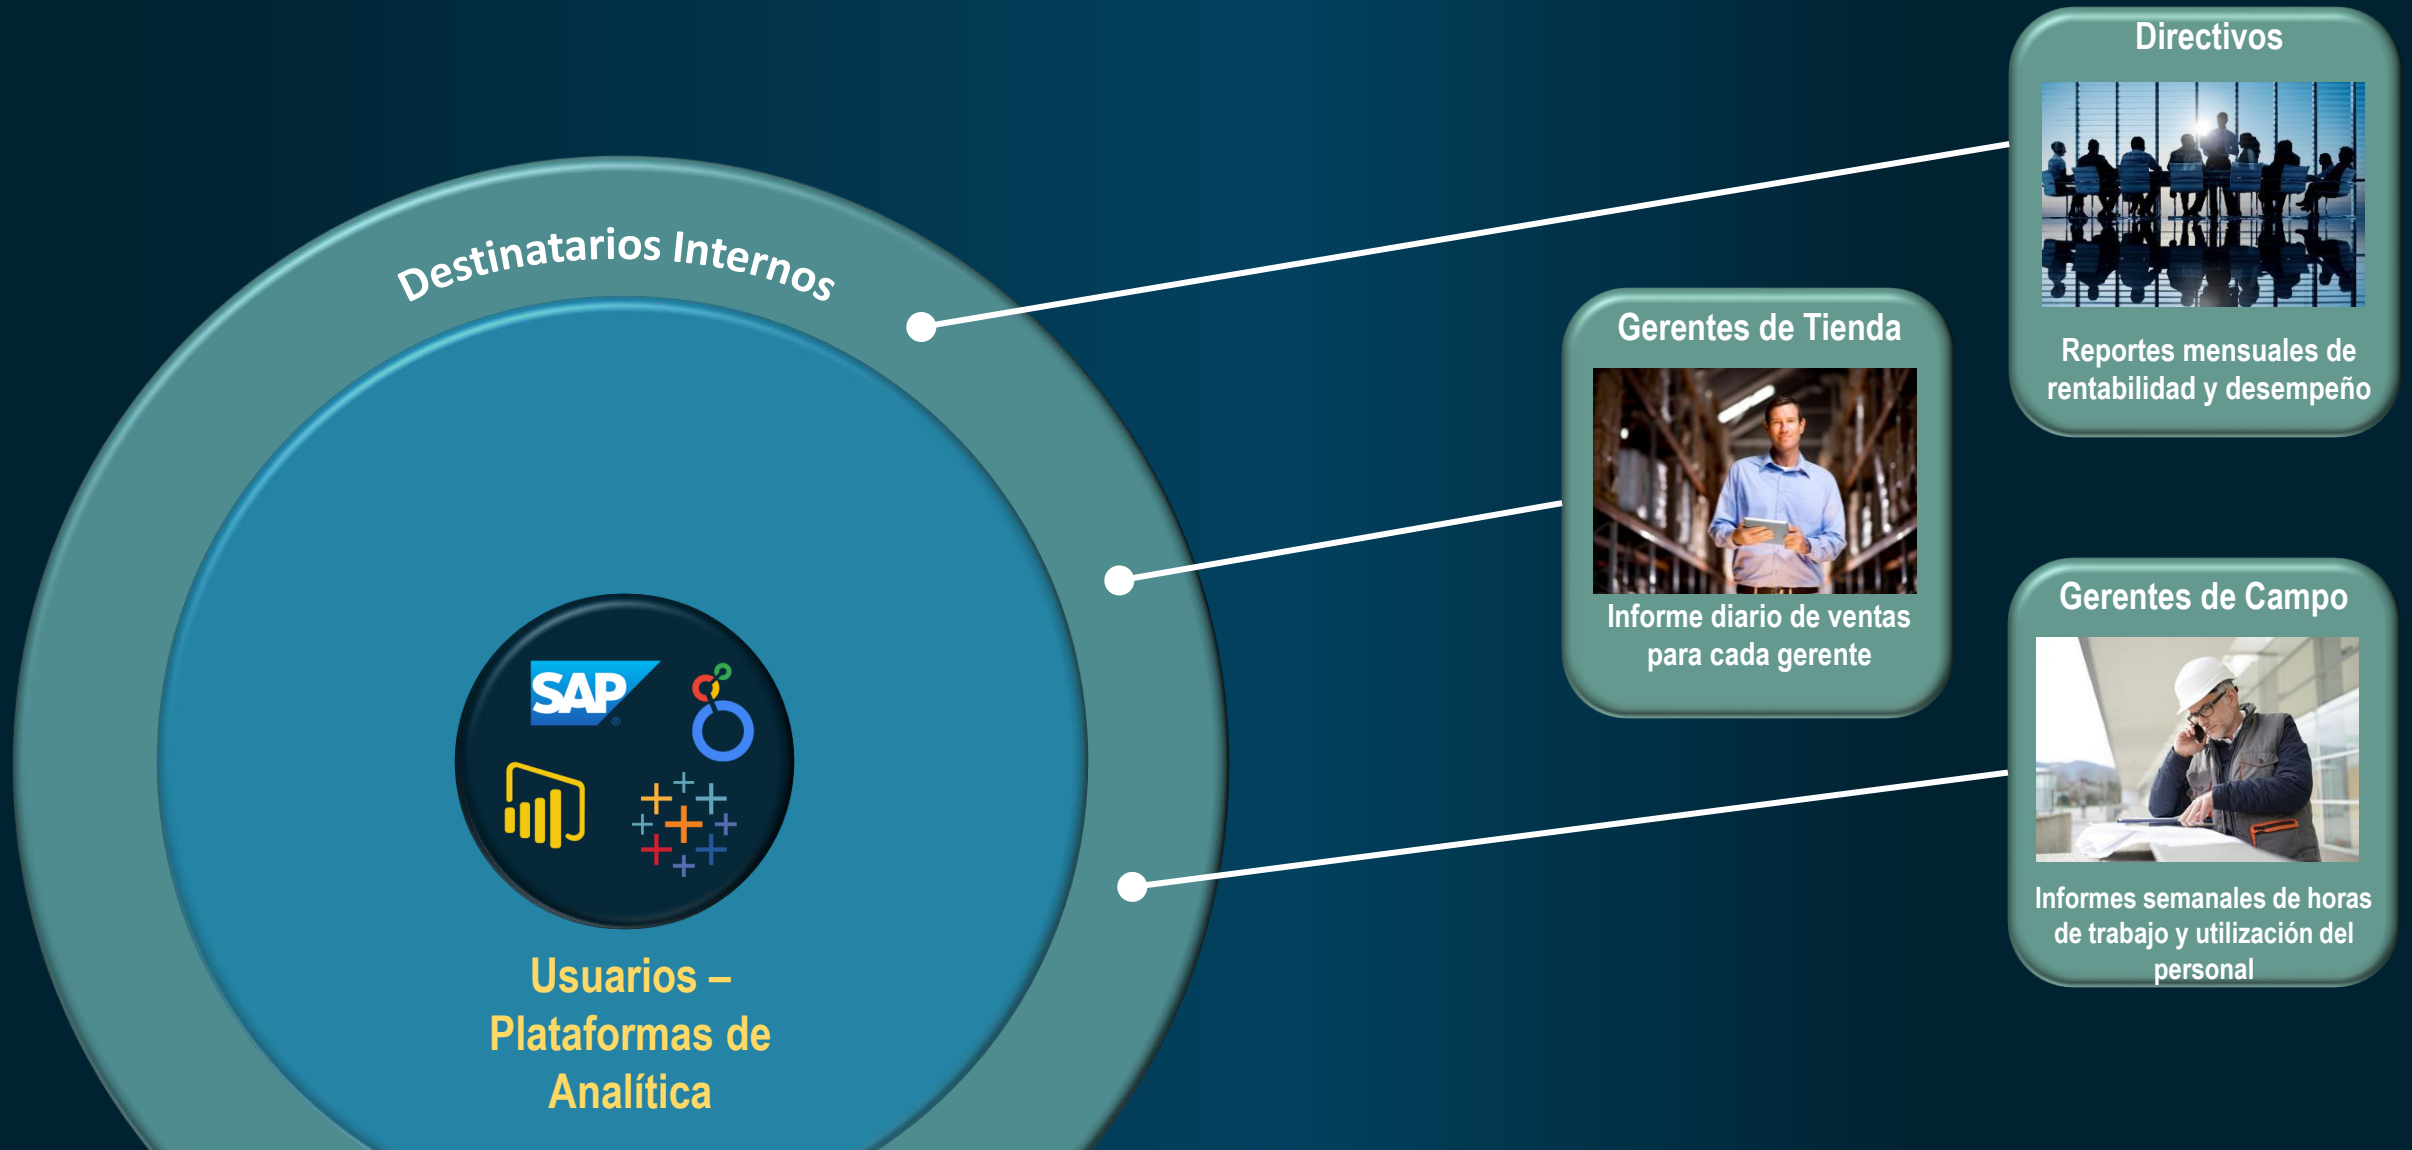 Directivos
Reportes mensuales de
rentabilidad y desempeño
Destinatarios Internos
Gerentes de Tienda
Informe diario de ventas
para cada gerente
Gerentes de Campo
Informes semanales de horas
de trabajo y utilización del
personal
SAP
®
Usuarios –
Plataformas de
Analítica